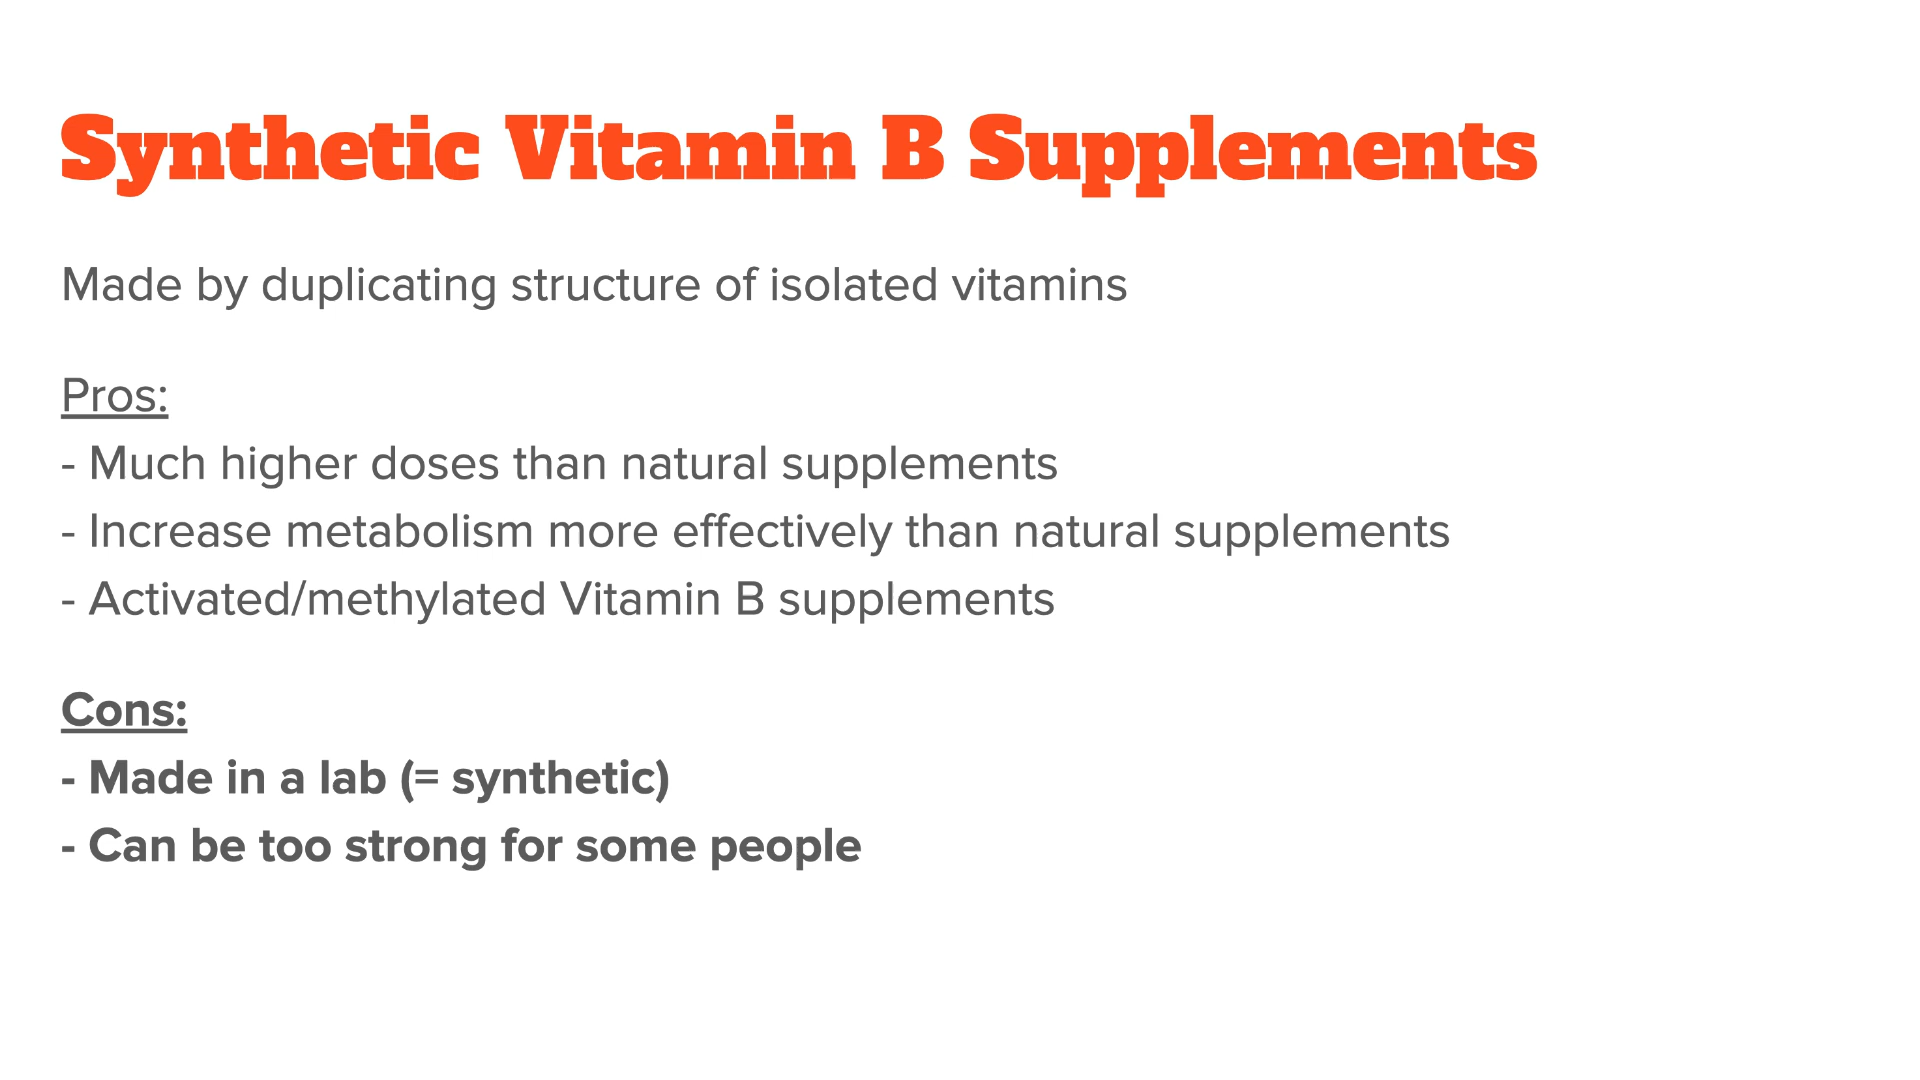 Synthetic Vitamin B Supplements
Made by duplicating structure of isolated vitamins
Pros:
- Much higher doses than natural supplements
- Increase metabolism more effectively than natural supplements
- Activated/methylated Vitamin B supplements
Cons:
- Made in a lab (= synthetic)
- Can be too strong for some people